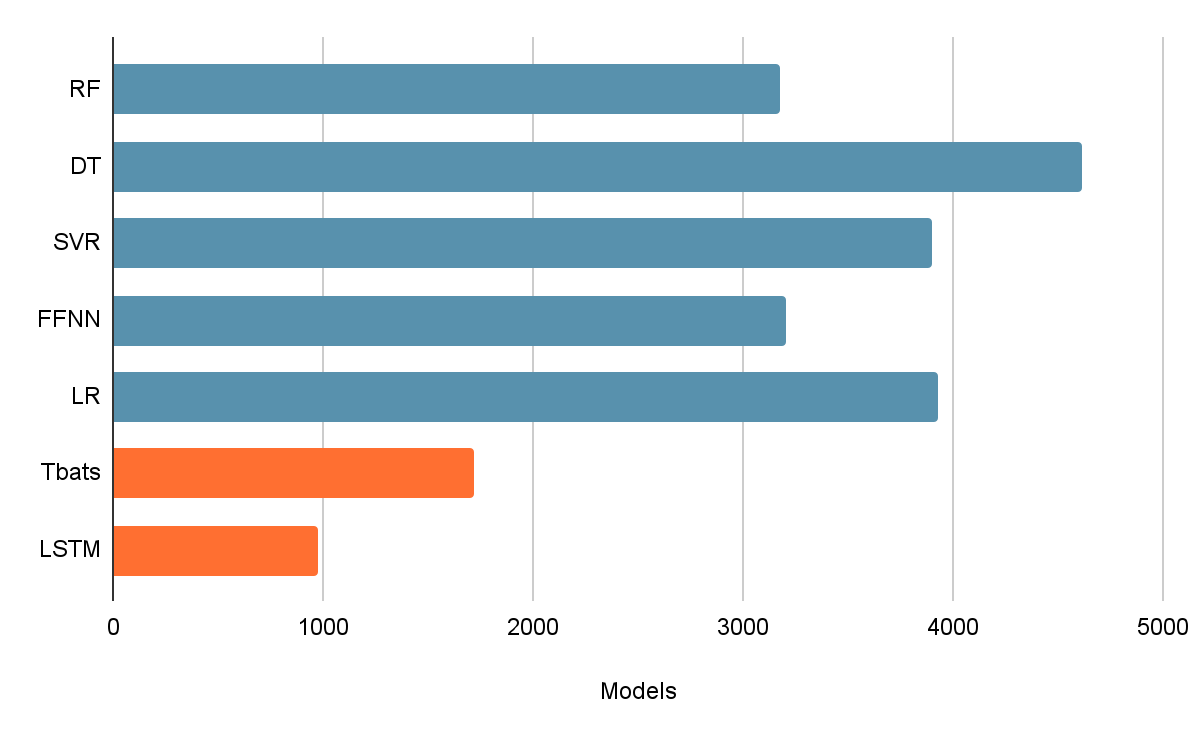 RF
DT
SVR
FFNN
LR
Tbats
LSTM
0 1000 2000 3000 4000 5000
Models